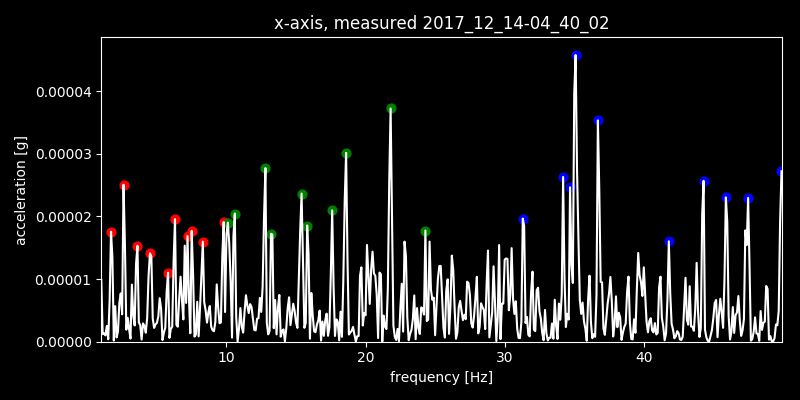 x-axis, measured 2017_12_14-04_40_02
acceleration [g]
0.00004
0.00003
0.00002
0.00001
0.00000
10 20 30 40
frequency [Hz]